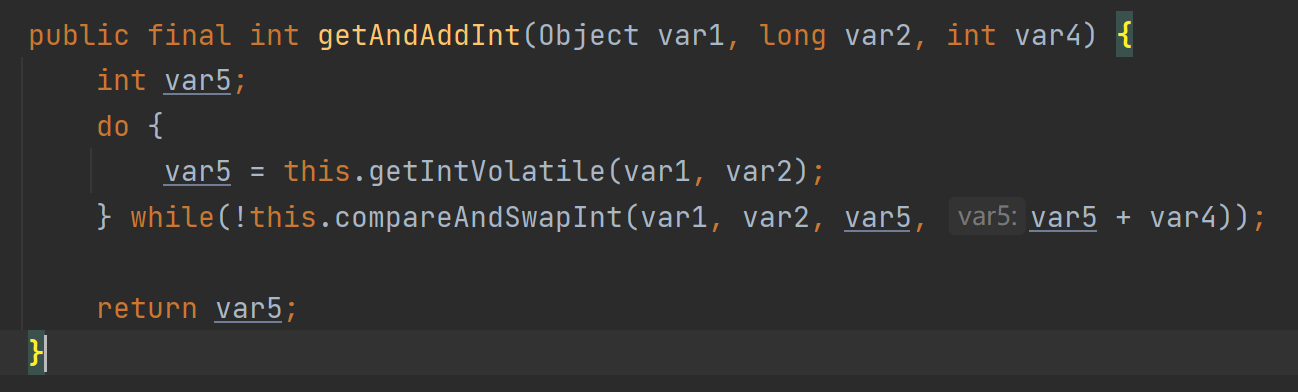 public final int getAndAddInt(Object var1, long var2, int var4) {
    int var5;
    do {
        var5 = this.getIntVolatile(var1, var2);
    } while(!this.compareAndSwapInt(var1, var2, var5, var5: var5 + var4));
    return var5;
}